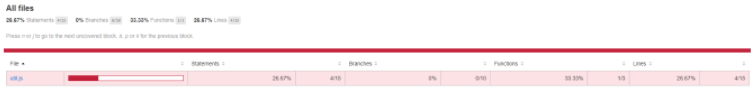 All files
26.67% Statements 4/15 0% Branches 0/10 33.33% Functions 1/3 26.67% Lines 4/15
Press n or j to go to the next uncovered block, b, p or k for the previous block.
File Statements Branches Functions Lines
util.js 26.67% 4/15 0% 0/10 33.33% 1/3 26.67% 4/15